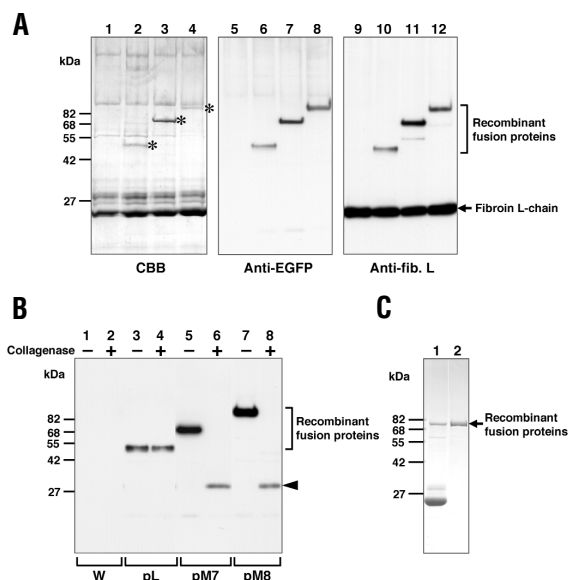 A
1 2 3 4 5 6 7 8 9 10 11 12
kDa
82
68
55
42
27
*
*
*
Recombinant
fusion proteins
Fibroin L-chain
CBB Anti-EGFP Anti-fib. L
B
1 2 3 4 5 6 7 8
Collagenase − + − + − + − +
kDa
82
68
55
42
27
Recombinant
fusion proteins
W pL pM7 pM8
C
1 2
kDa
82
68
55
42
27
Recombinant
fusion proteins